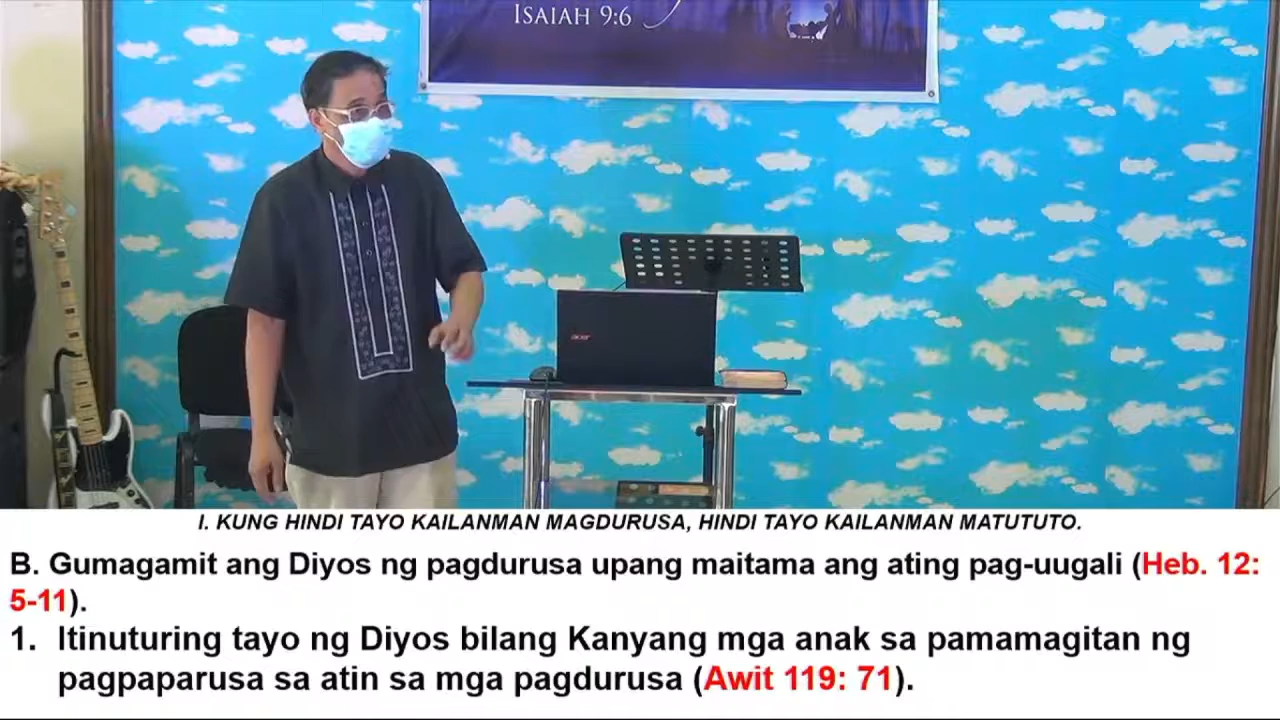 ISAIAH 9:6
acer
I. KUNG HINDI TAYO KAILANMAN MAGDURUSA, HINDI TAYO KAILANMAN MATUTUTO.
B. Gumagamit ang Diyos ng pagdurusa upang maitama ang ating pag-uugali (Heb. 12:
5-11).
1. Itinuturing tayo ng Diyos bilang Kanyang mga anak sa pamamagitan ng
pagpaparusa sa atin sa mga pagdurusa (Awit 119: 71).